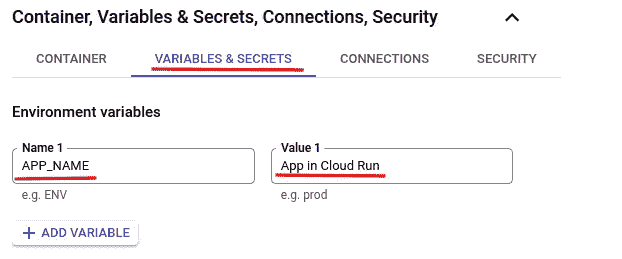 Container, Variables & Secrets, Connections, Security
CONTAINER VARIABLES & SECRETS CONNECTIONS SECURITY
Environment variables
Name 1 Value 1
APP_NAME App in Cloud Run
e.g. ENV e.g. prod
+ ADD VARIABLE